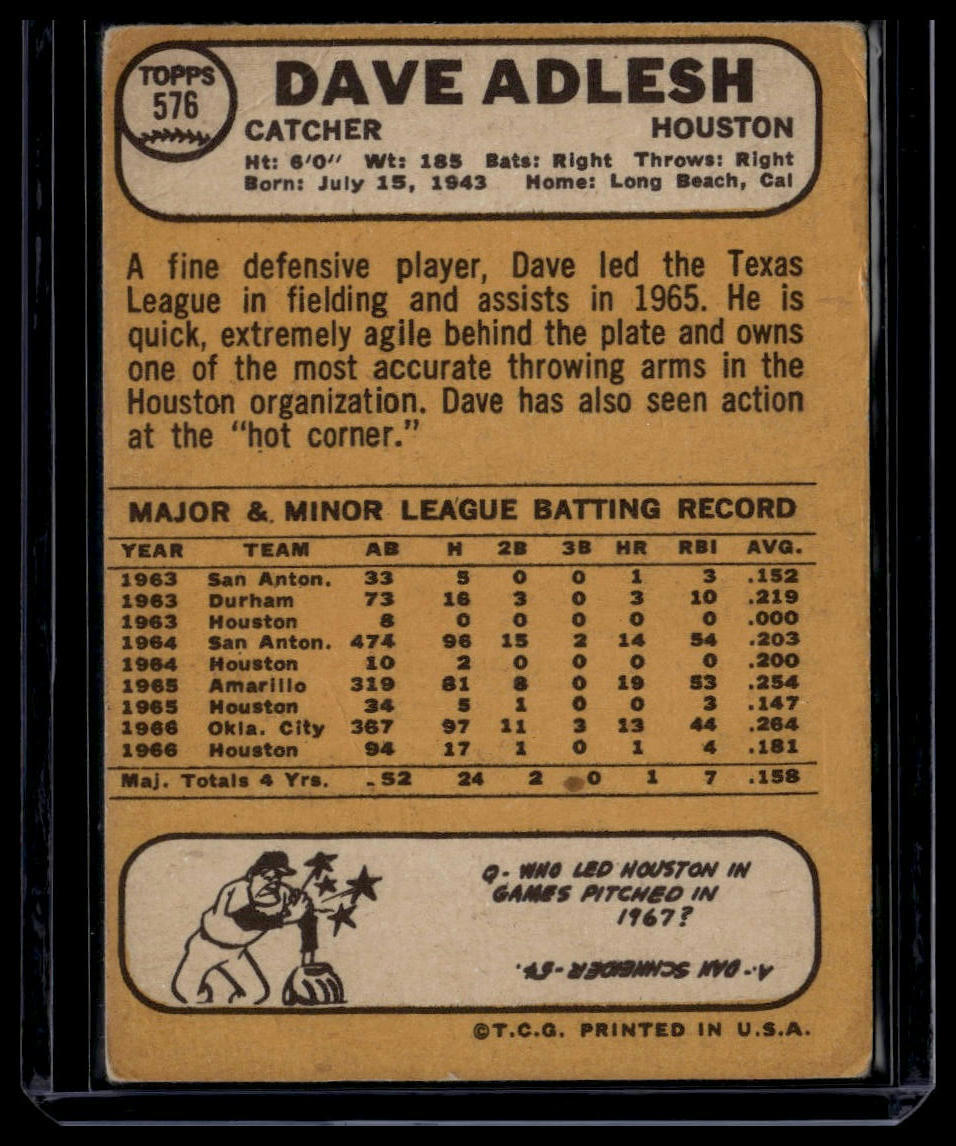 TOPPS
576
DAVE ADLESH
CATCHER HOUSTON
Ht: 6'0" Wt: 185 Bats: Right Throws: Right
Born: July 15, 1943 Home: Long Beach, Cal
A fine defensive player, Dave led the Texas
League in fielding and assists in 1965. He is
quick, extremely agile behind the plate and owns
one of the most accurate throwing arms in the
Houston organization. Dave has also seen action
at the "hot corner."
MAJOR & MINOR LEAGUE BATTING RECORD
YEAR TEAM AB H 2B 3B HR RBI AVG.
1963 San Anton. 33 5 0 0 1 3 .152
1963 Durham 73 16 3 0 3 10 .219
1963 Houston 8 0 0 0 0 0 .000
1964 San Anton. 474 96 15 2 14 54 .203
1964 Houston 10 2 0 0 0 0 .200
1965 Amarillo 319 81 8 0 19 53 .254
1965 Houston 34 5 1 0 0 3 .147
1966 Okla. City 367 97 11 3 13 44 .264
1966 Houston 94 17 1 0 1 4 .181
Maj. Totals 4 Yrs. 52 24 2 0 1 7 .158
Q- WHO LED HOUSTON IN
GAMES PITCHED IN
1967?
A- DAN SCHNEIDER-54.
©T.C.G. PRINTED IN U.S.A.